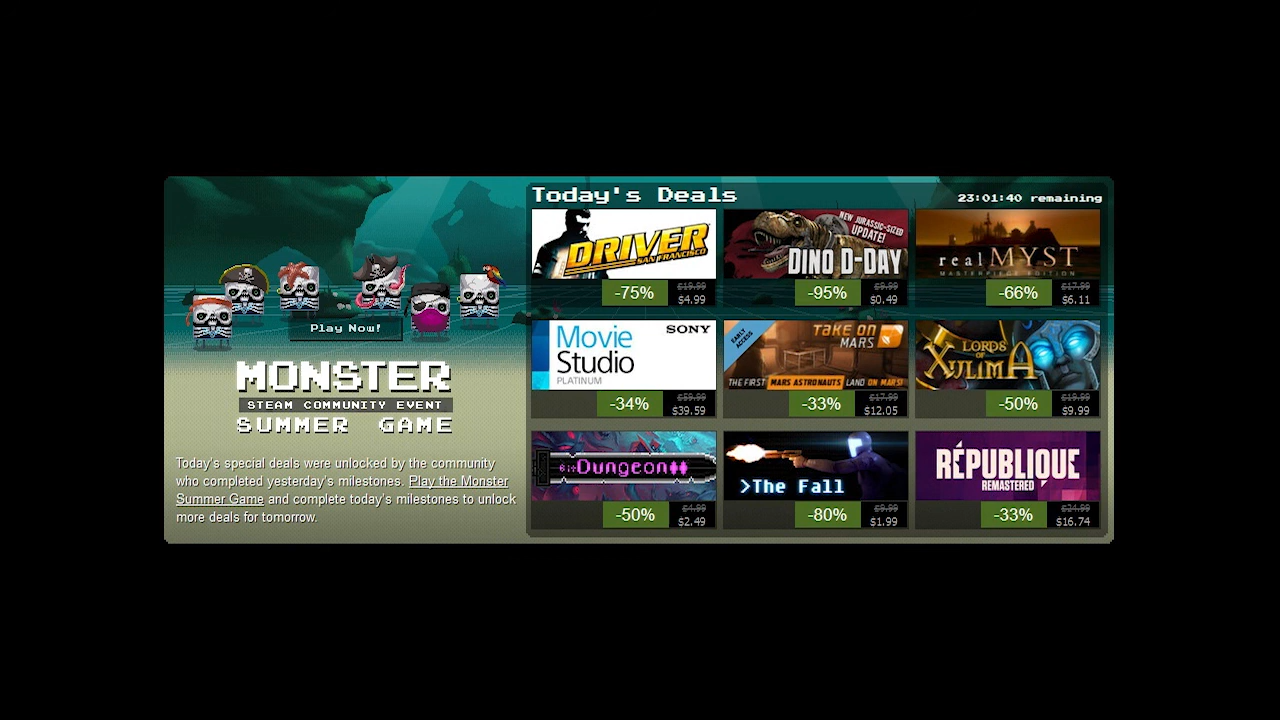 Today's Deals
23:01:40 remaining
DRIVER
SAN FRANCISCO
-75%
$19.99
$4.99
NEW JURASSIC-SIZED
UPDATE!
DINO D-DAY
-95%
$9.99
$0.49
realMYST
MASTERPIECE EDITION
-66%
$17.99
$6.11
Play Now!
MONSTER
STEAM COMMUNITY EVENT
SUMMER GAME
Today's special deals were unlocked by the community
who completed yesterday's milestones. Play the Monster
Summer Game and complete today's milestones to unlock
more deals for tomorrow.
SONY
Movie
Studio
PLATINUM
-34%
$59.99
$39.59
EARLY
ACCESS
TAKE ON
MARS
THE FIRST MARS ASTRONAUTS LAND ON MARS!
-33%
$17.99
$12.05
LORDS
OF
XULIMA
-50%
$19.99
$9.99
Bit Dungeon II
-50%
$4.99
$2.49
>The Fall
-80%
$9.99
$1.99
RÉPUBLIQUE
REMASTERED
-33%
$24.99
$16.74